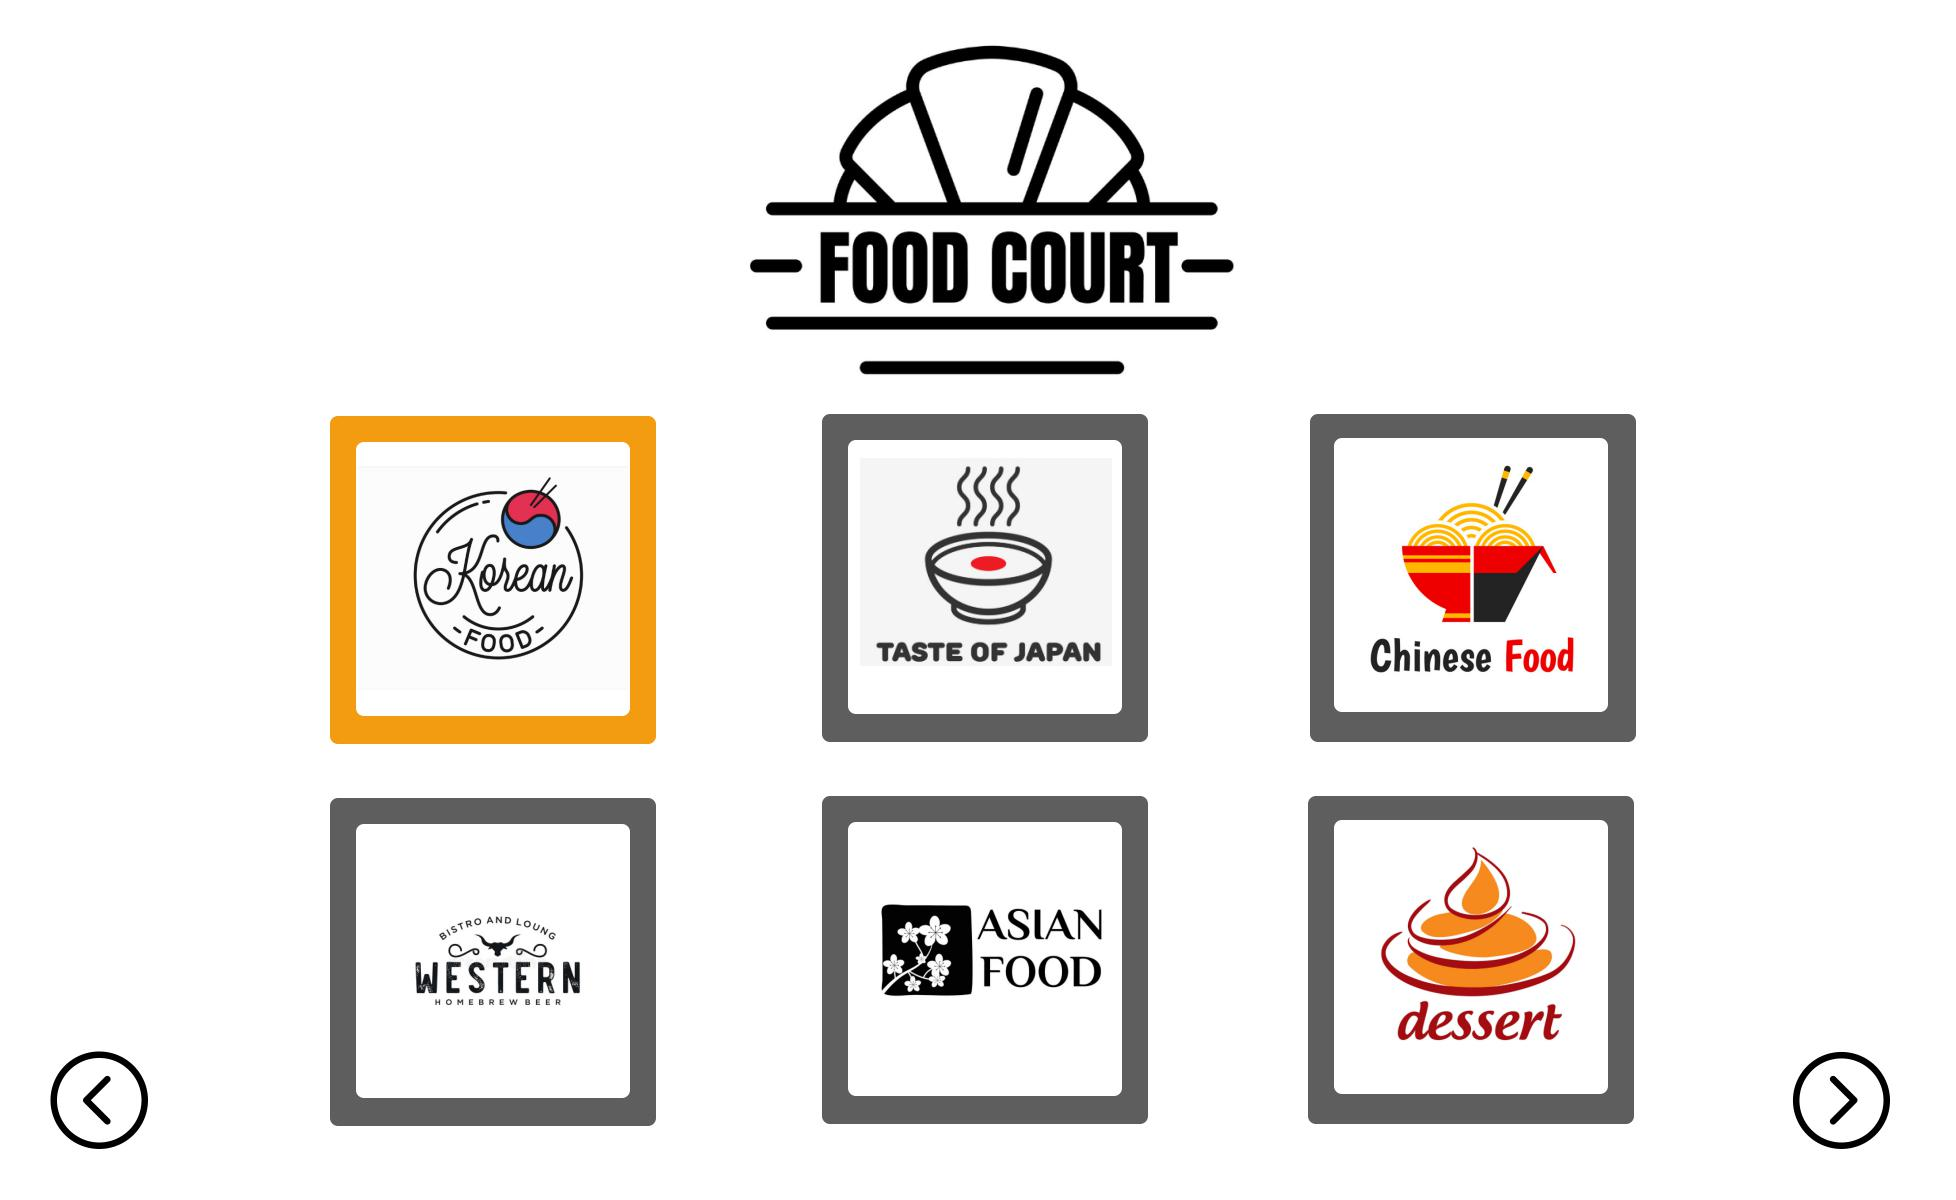 FOOD COURT
Korean
-FOOD-
TASTE OF JAPAN
Chinese Food
BISTRO AND LOUNG
WESTERN
HOMEBREW BEER
ASIAN
FOOD
dessert